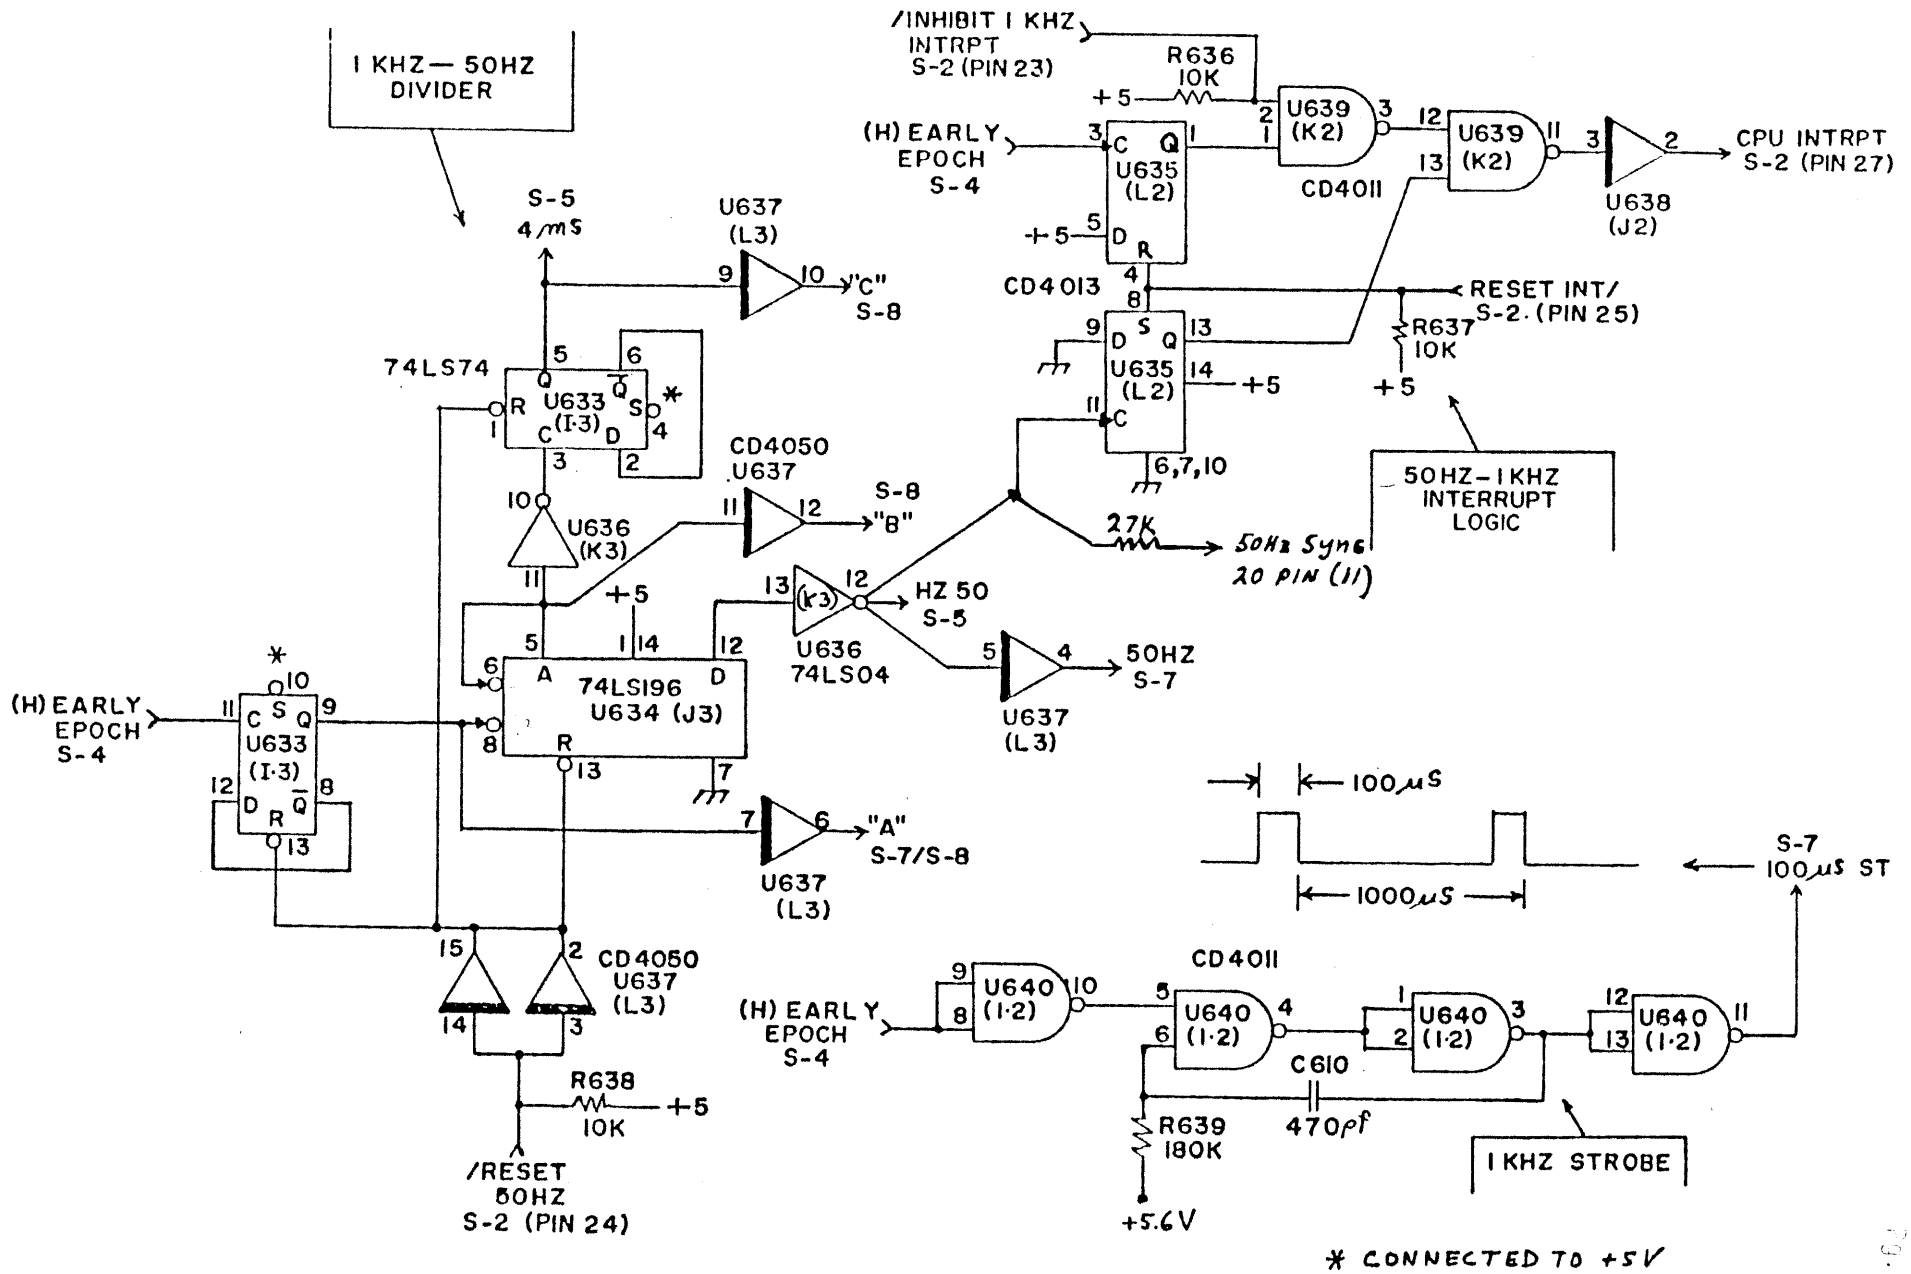 1 KHZ — 50HZ
DIVIDER
/INHIBIT 1 KHZ
INTRPT
S-2 (PIN 23)
R636
10K
+5
2
1
U639
(K2)
3
12
13
U639
(K2)
11
3
2
U638
(J2)
CPU INTRPT
S-2 (PIN 27)
CD4011
(H) EARLY
EPOCH
S-4
3
C
Q
1
U635
(L2)
+5
5
D
R
4
CD4013
8
RESET INT/
S-2. (PIN 25)
R637
10K
+5
9
D
S
Q
13
U635
(L2)
14
+5
11
C
6,7,10
50HZ-1KHZ
INTERRUPT
LOGIC
27K
50Hz Sync
20 PIN (11)
S-5
4ms
U637
(L3)
9
10
"C"
S-8
74LS74
5
6
Q
Q
U633
(I·3)
R
S
*
1
4
C
D
3
2
10
U636
(K3)
11
CD4050
U637
11
12
S-8
"B"
+5
5
1
14
12
6
A
D
74LS196
U634 (J3)
8
R
13
7
13
(K3)
12
U636
74LS04
HZ 50
S-5
5
4
50HZ
S-7
U637
(L3)
*
10
(H) EARLY
EPOCH
S-4
11
C
S
Q
9
U633
(I·3)
12
D
Q
8
R
13
7
6
"A"
S-7/S-8
U637
(L3)
15
2
CD4050
U637
(L3)
14
3
R638
10K
+5
/RESET
50HZ
S-2 (PIN 24)
100µS
1000µS
S-7
100µS ST
(H) EARLY
EPOCH
S-4
9
8
U640
(I·2)
10
CD4011
5
6
U640
(I·2)
4
1
2
U640
(I·2)
3
12
13
U640
(I·2)
11
C610
470pf
R639
180K
+5.6V
1 KHZ STROBE
* CONNECTED TO +5V